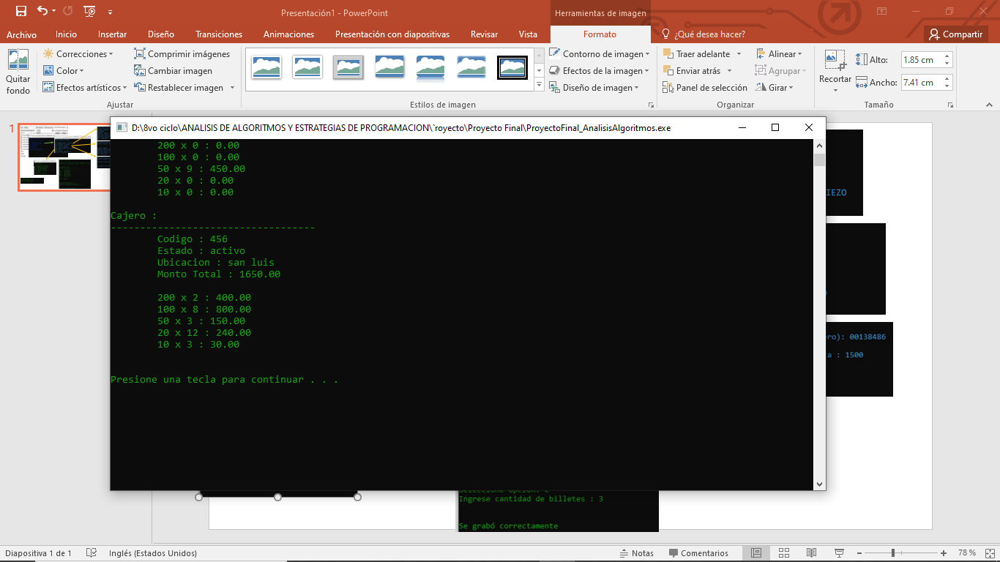 Presentación1 - PowerPoint
Herramientas de imagen
Archivo Inicio Insertar Diseño Transiciones Animaciones Presentación con diapositivas Revisar Vista Formato ¿Qué desea hacer? Compartir
Quitar fondo
Correcciones
Color
Efectos artísticos
Comprimir imágenes
Cambiar imagen
Restablecer imagen
Ajustar
Estilos de imagen
Contorno de imagen
Efectos de la imagen
Diseño de imagen
Traer adelante
Enviar atrás
Panel de selección
Alinear
Agrupar
Girar
Organizar
Recortar
Alto: 1.85 cm
Ancho: 7.41 cm
Tamaño
1
D:\8vo ciclo\ANALISIS DE ALGORITMOS Y ESTRATEGIAS DE PROGRAMACION\`royecto\Proyecto Final\ProyectoFinal_AnalisisAlgoritmos.exe
200 x 0 : 0.00
100 x 0 : 0.00
50 x 9 : 450.00
20 x 0 : 0.00
10 x 0 : 0.00
Cajero :
-----------------------------------
Codigo : 456
Estado : activo
Ubicacion : san luis
Monto Total : 1650.00
200 x 2 : 400.00
100 x 8 : 800.00
50 x 3 : 150.00
20 x 12 : 240.00
10 x 3 : 30.00
Presione una tecla para continuar . . .
IEZO
ero): 00138486
: 1500
Ingrese cantidad de billetes : 3
Se grabó correctamente
Diapositiva 1 de 1 Inglés (Estados Unidos) Notas Comentarios 78 %